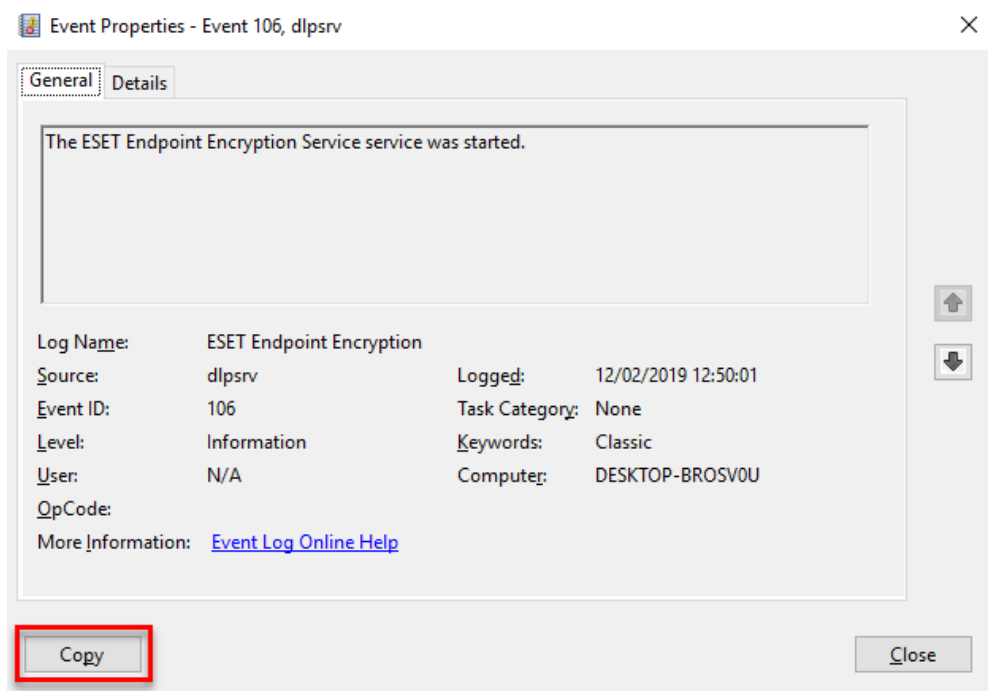 Event Properties - Event 106, dlpsrv
General Details
The ESET Endpoint Encryption Service service was started.
Log Name: ESET Endpoint Encryption
Source: dlpsrv Logged: 12/02/2019 12:50:01
Event ID: 106 Task Category: None
Level: Information Keywords: Classic
User: N/A Computer: DESKTOP-BROSV0U
OpCode:
More Information: Event Log Online Help
Copy Close